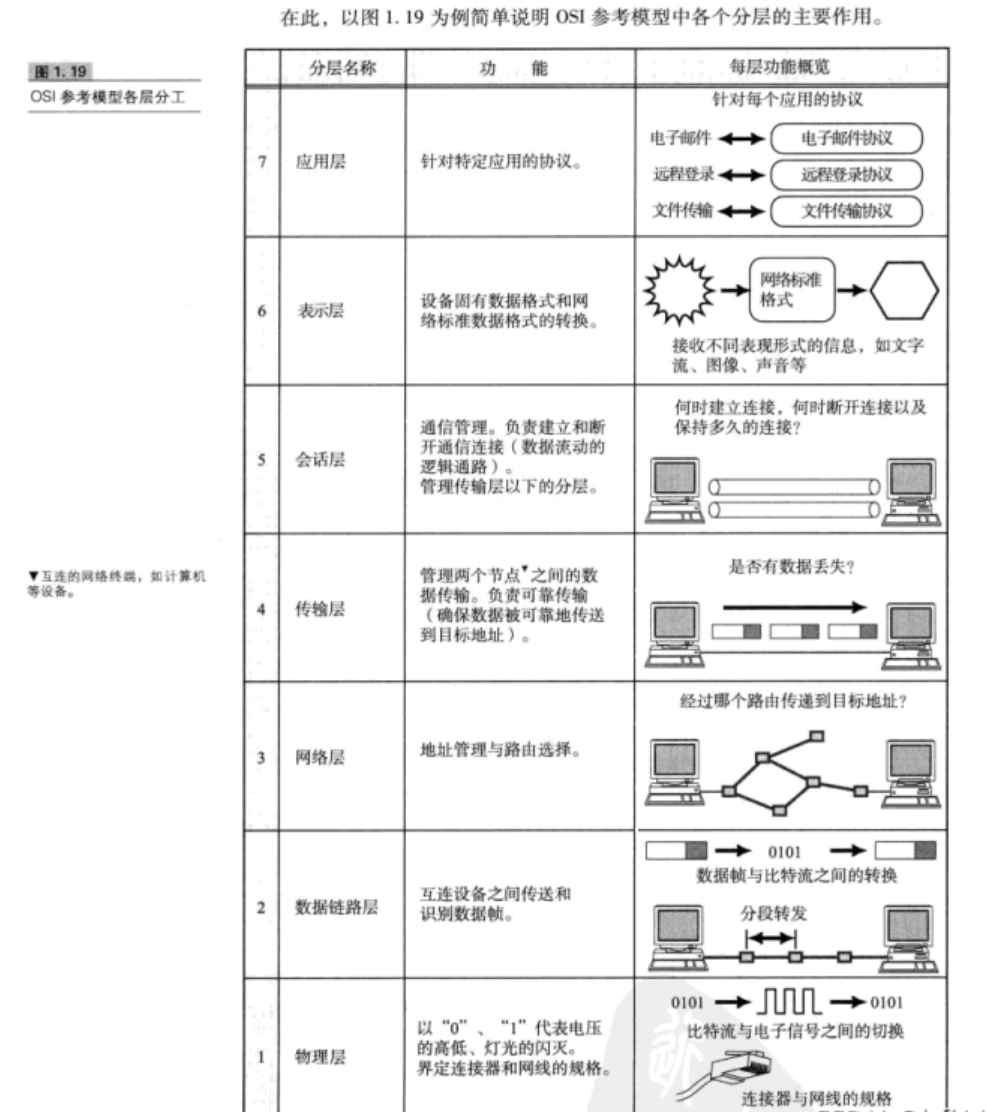 在此，以图 1.19 为例简单说明 OSI 参考模型中各个分层的主要作用。
图 1.19
OSI 参考模型各层分工
分层名称
功 能
每层功能概览
7
应用层
针对特定应用的协议。
针对每个应用的协议
电子邮件
电子邮件协议
远程登录
远程登录协议
文件传输
文件传输协议
6
表示层
设备固有数据格式和网
络标准数据格式的转换。
网络标准
格式
接收不同表现形式的信息，如文字
流、图像、声音等
5
会话层
通信管理。负责建立和断
开通信连接（数据流动的
逻辑通路）。
管理传输层以下的分层。
何时建立连接，何时断开连接以及
保持多久的连接？
▼互连的网络终端，如计算机
等设备。
4
传输层
管理两个节点▼之间的数
据传输。负责可靠传输
（确保数据被可靠地传送
到目标地址）。
是否有数据丢失？
3
网络层
地址管理与路由选择。
经过哪个路由传递到目标地址？
2
数据链路层
互连设备之间传送和
识别数据帧。
0101
数据帧与比特流之间的转换
分段转发
1
物理层
以“0”、“1”代表电压
的高低、灯光的闪灭。
界定连接器和网线的规格。
0101
0101
比特流与电子信号之间的切换
连接器与网线的规格